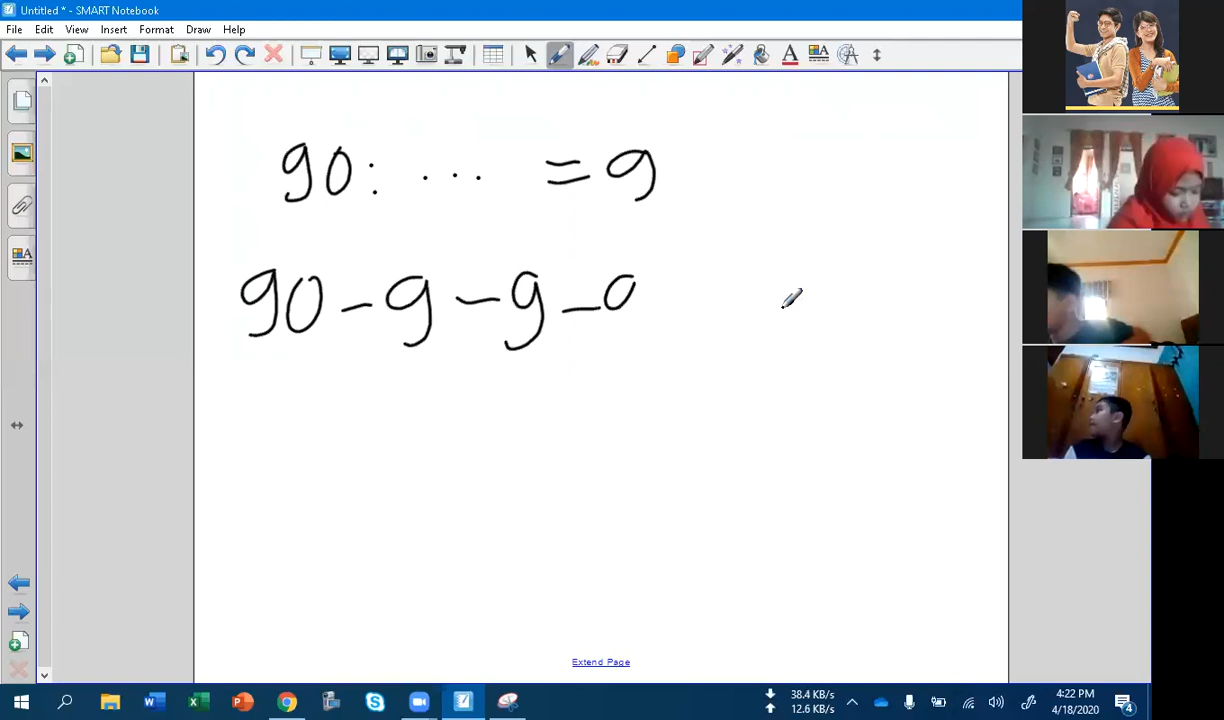 Untitled * - SMART Notebook
File Edit View Insert Format Draw Help
90 : ... = 9
90 - 9 - 9 - 0
Extend Page
38.4 KB/s
12.6 KB/s
4:22 PM
4/18/2020
4